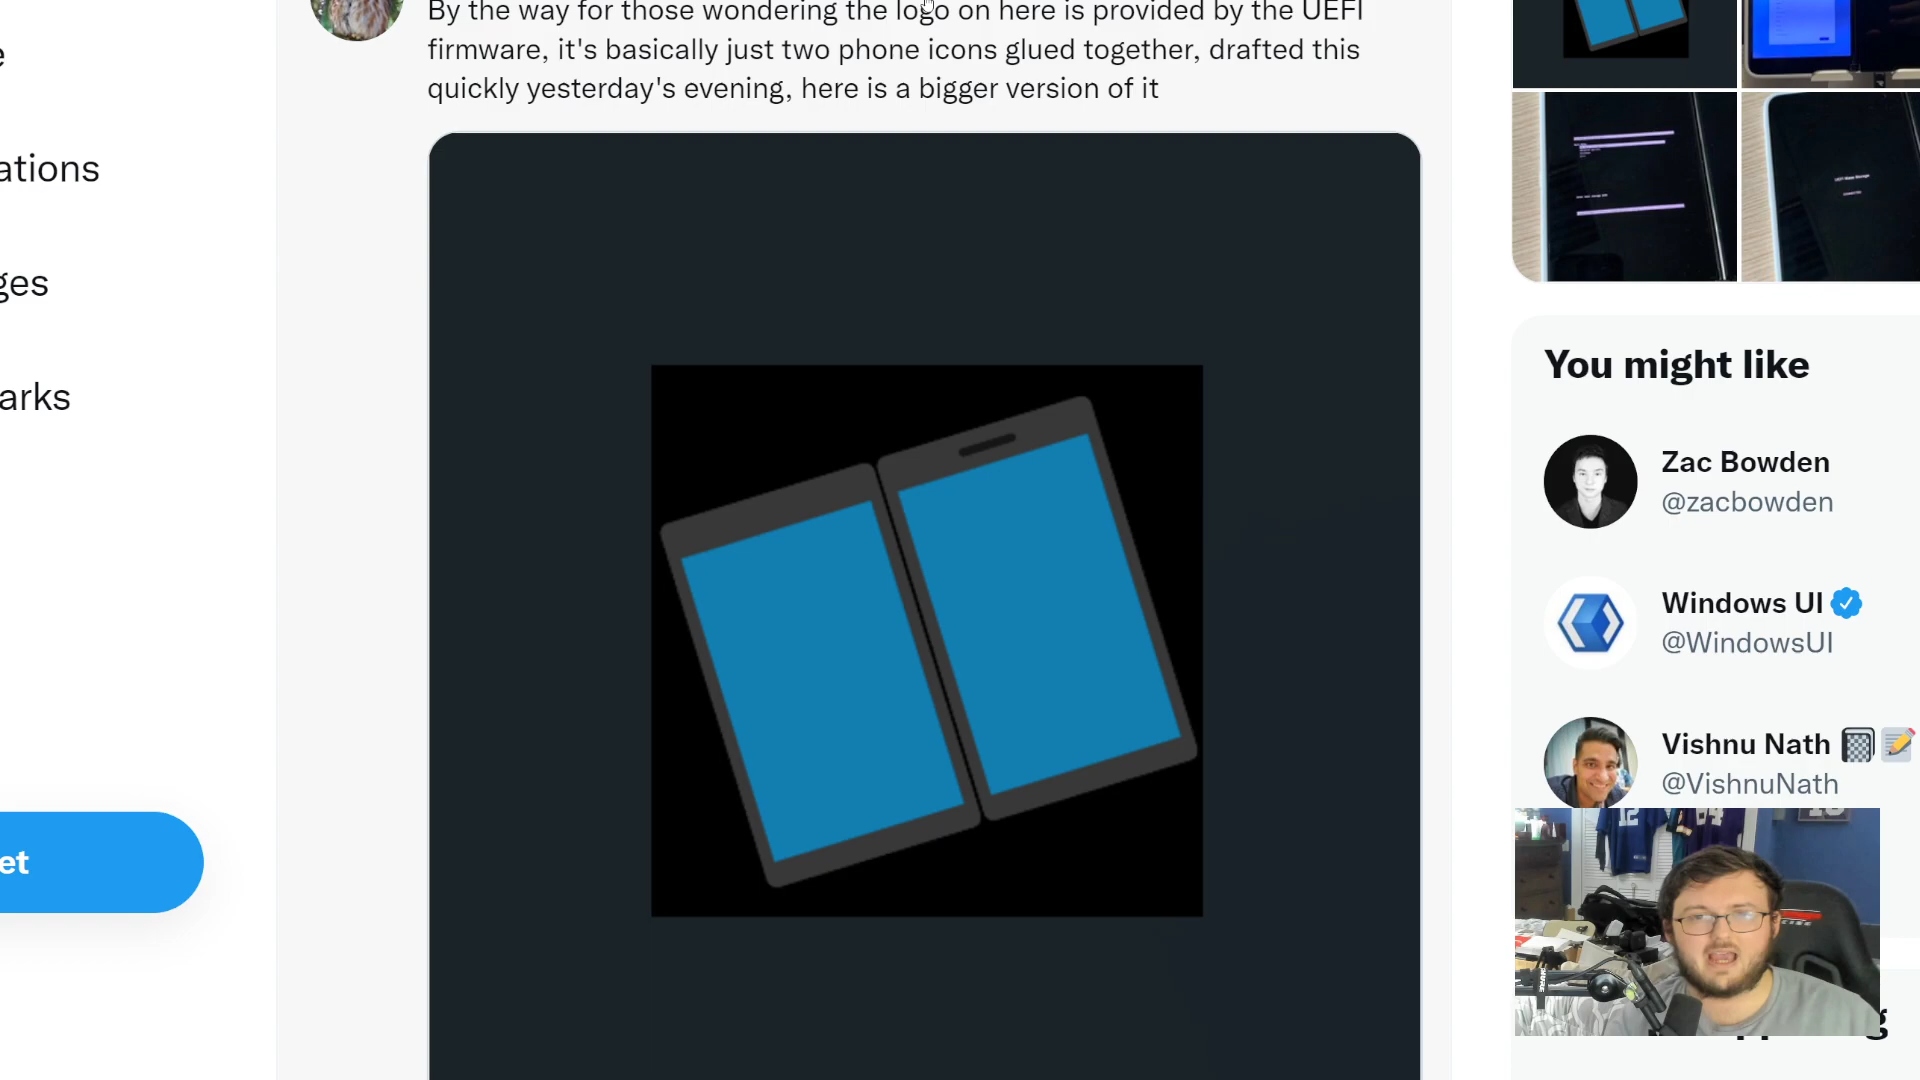 By the way for those wondering the logo on here is provided by the UEFI
firmware, it's basically just two phone icons glued together, drafted this
quickly yesterday's evening, here is a bigger version of it
e
ations
ges
arks
et
You might like
Zac Bowden
@zacbowden
Windows UI
@WindowsUI
Vishnu Nath
@VishnuNath